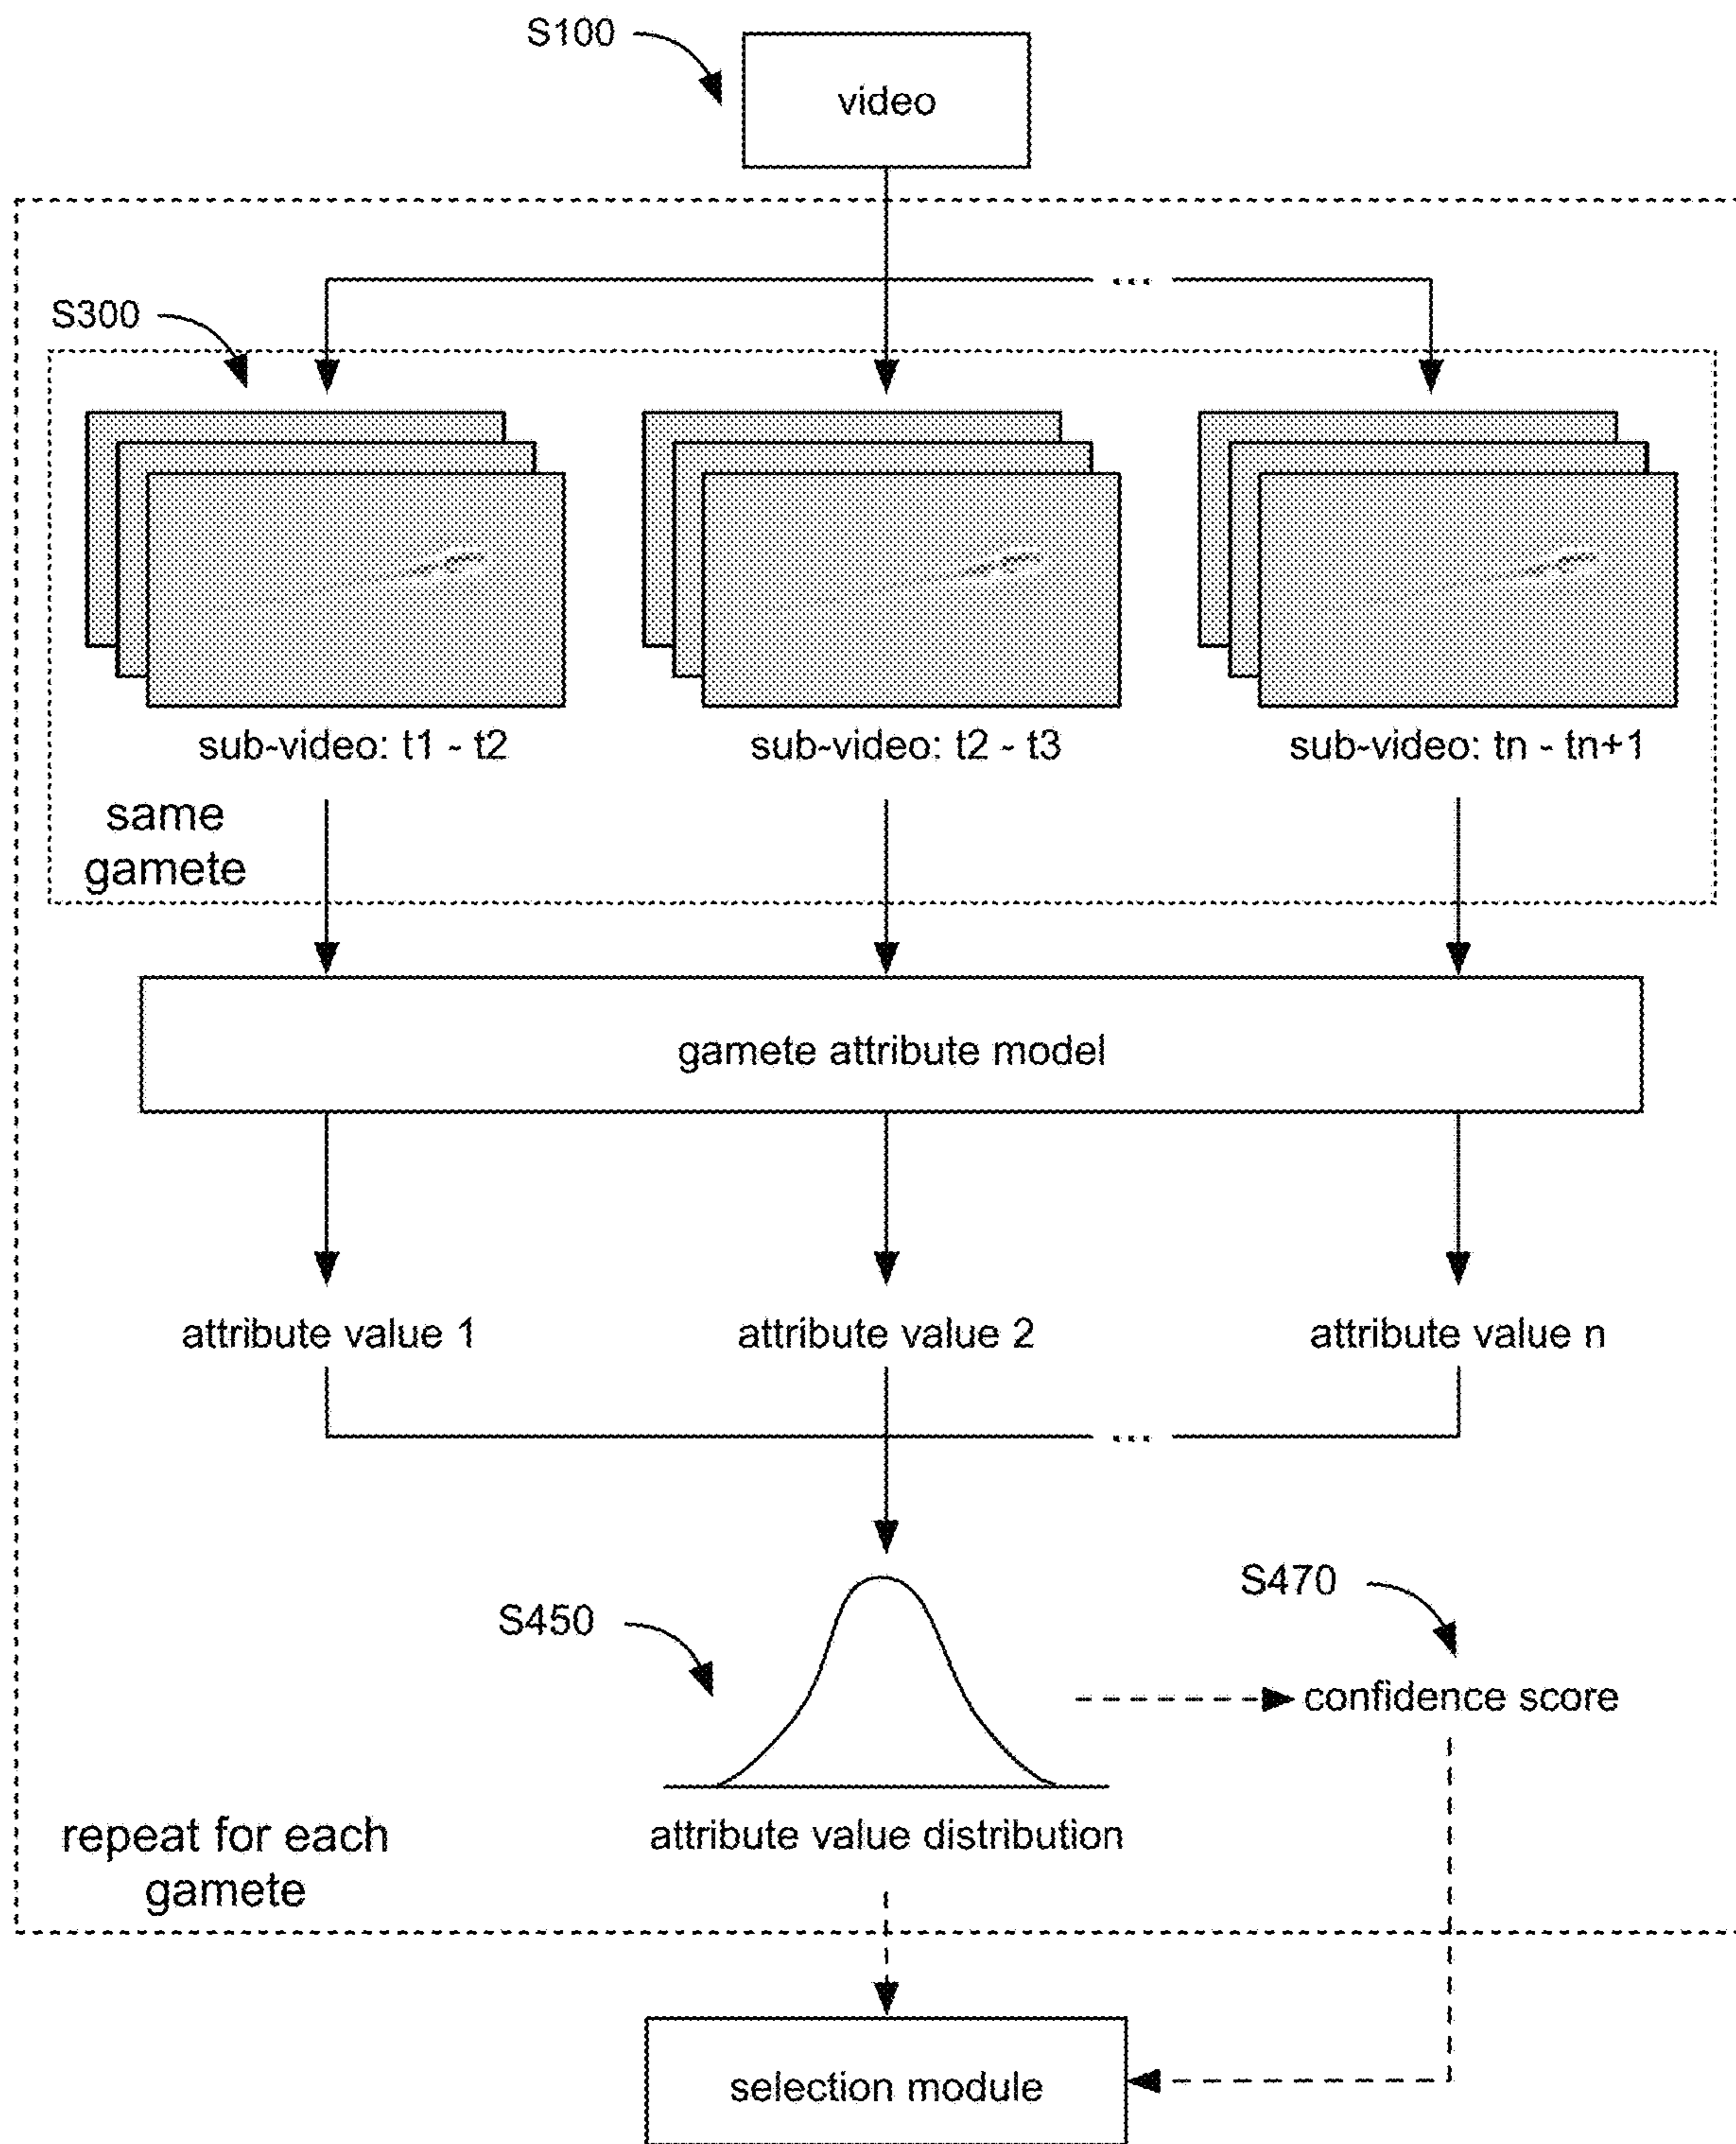 S100
video
...
S300
sub-video: t1 - t2
sub-video: t2 - t3
sub-video: tn - tn+1
same
gamete
gamete attribute model
attribute value 1
attribute value 2
attribute value n
...
S450
S470
confidence score
attribute value distribution
repeat for each
gamete
selection module